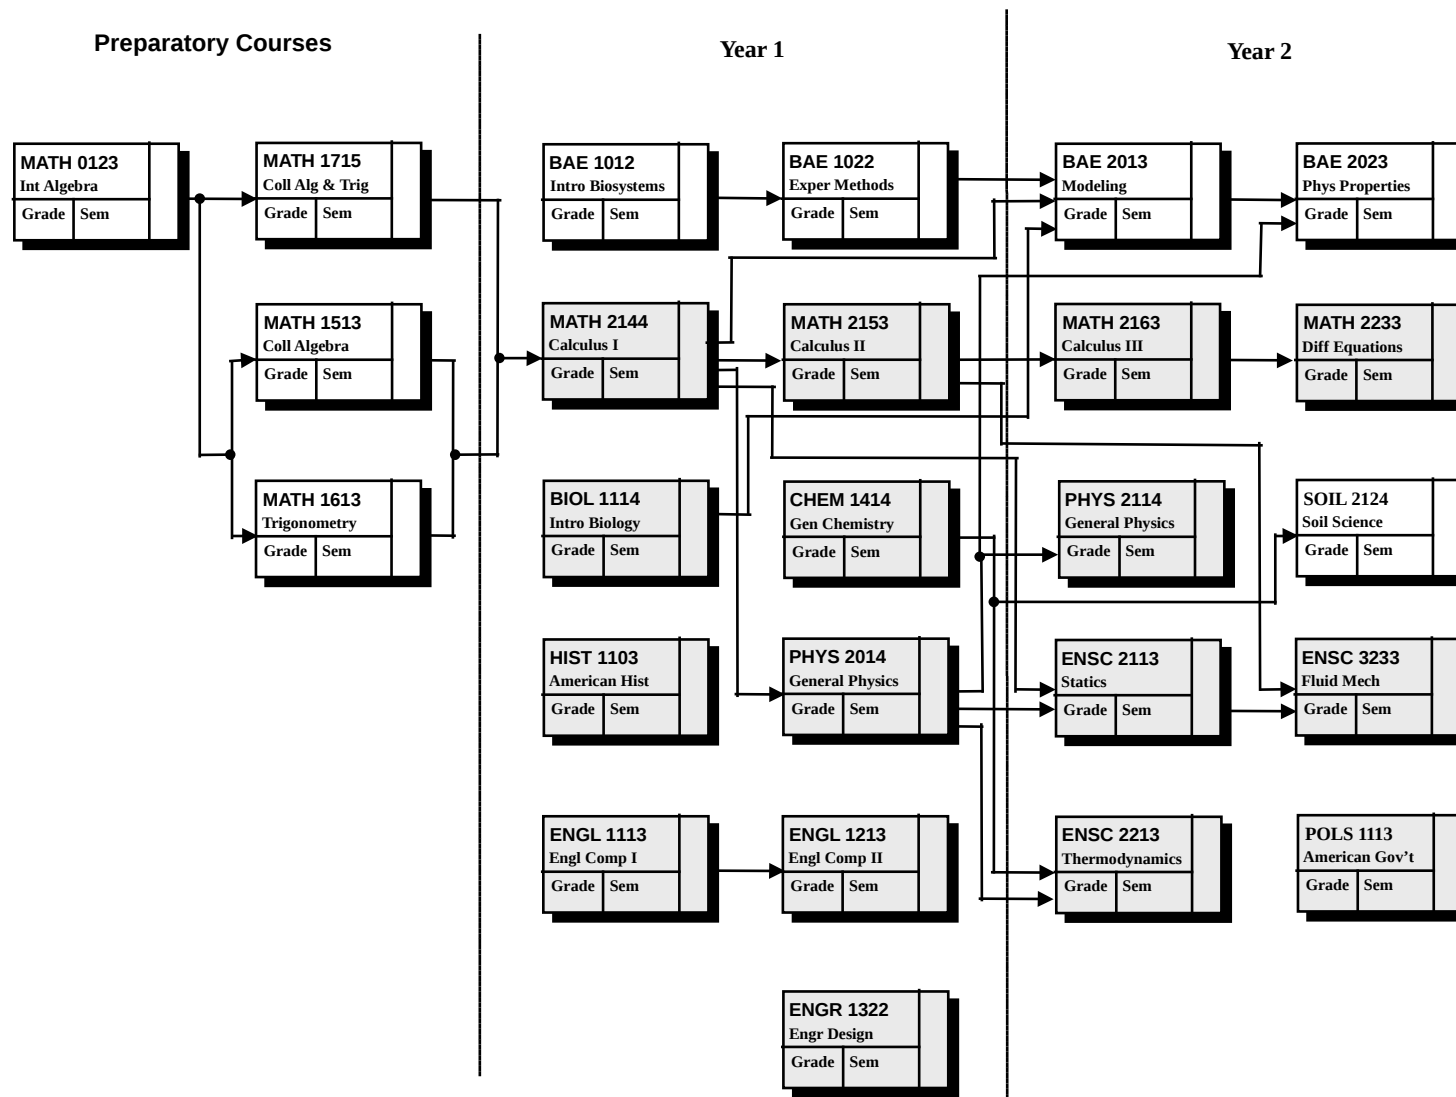 Preparatory Courses
Year 1
Year 2
MATH 0123
Int Algebra
Grade Sem
MATH 1715
Coll Alg & Trig
Grade Sem
BAE 1012
Intro Biosystems
Grade Sem
BAE 1022
Exper Methods
Grade Sem
BAE 2013
Modeling
Grade Sem
BAE 2023
Phys Properties
Grade Sem
MATH 1513
Coll Algebra
Grade Sem
MATH 2144
Calculus I
Grade Sem
MATH 2153
Calculus II
Grade Sem
MATH 2163
Calculus III
Grade Sem
MATH 2233
Diff Equations
Grade Sem
MATH 1613
Trigonometry
Grade Sem
BIOL 1114
Intro Biology
Grade Sem
CHEM 1414
Gen Chemistry
Grade Sem
PHYS 2114
General Physics
Grade Sem
SOIL 2124
Soil Science
Grade Sem
HIST 1103
American Hist
Grade Sem
PHYS 2014
General Physics
Grade Sem
ENSC 2113
Statics
Grade Sem
ENSC 3233
Fluid Mech
Grade Sem
ENGL 1113
Engl Comp I
Grade Sem
ENGL 1213
Engl Comp II
Grade Sem
ENSC 2213
Thermodynamics
Grade Sem
POLS 1113
American Gov’t
Grade Sem
ENGR 1322
Engr Design
Grade Sem